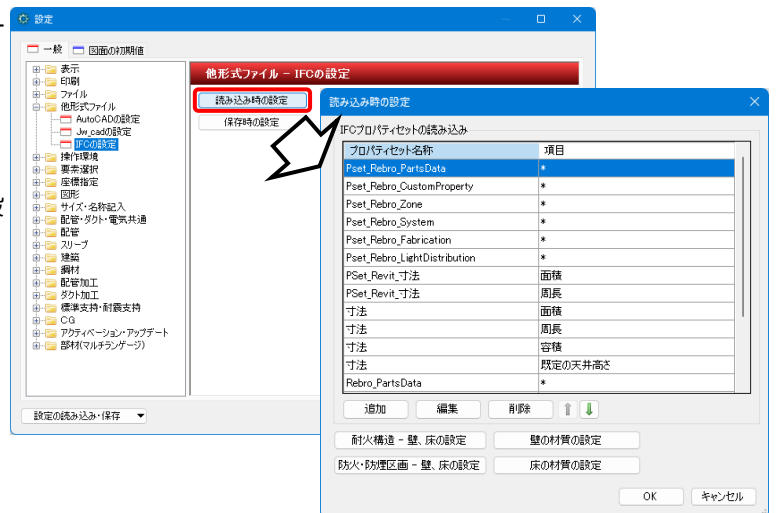 設定
一般 図面の初期値
表示
印刷
ファイル
他形式ファイル
AutoCADの設定
Jw_cadの設定
IFCの設定
操作環境
要素選択
座標指定
図形
サイズ・名称記入
配管・ダクト・電気共通
配管
スリーブ
建築
鋼材
配管加工
ダクト加工
標準支持・耐震支持
CG
アクティベーション・アップデート
部材(マルチランゲージ)
設定の読み込み・保存
他形式ファイル - IFCの設定
読み込み時の設定
保存時の設定
読み込み時の設定
IFCプロパティセットの読み込み
プロパティセット名称 項目
Pset_Rebro_PartsData *
Pset_Rebro_CustomProperty *
Pset_Rebro_Zone *
Pset_Rebro_System *
Pset_Rebro_Fabrication *
Pset_Rebro_LightDistribution *
PSet_Revit_寸法 面積
PSet_Revit_寸法 周長
寸法 面積
寸法 周長
寸法 容積
寸法 既定の天井高さ
Rebro_PartsData *
追加 編集 削除
耐火構造 - 壁、床の設定 壁の材質の設定
防火・防煙区画 - 壁、床の設定 床の材質の設定
OK キャンセル